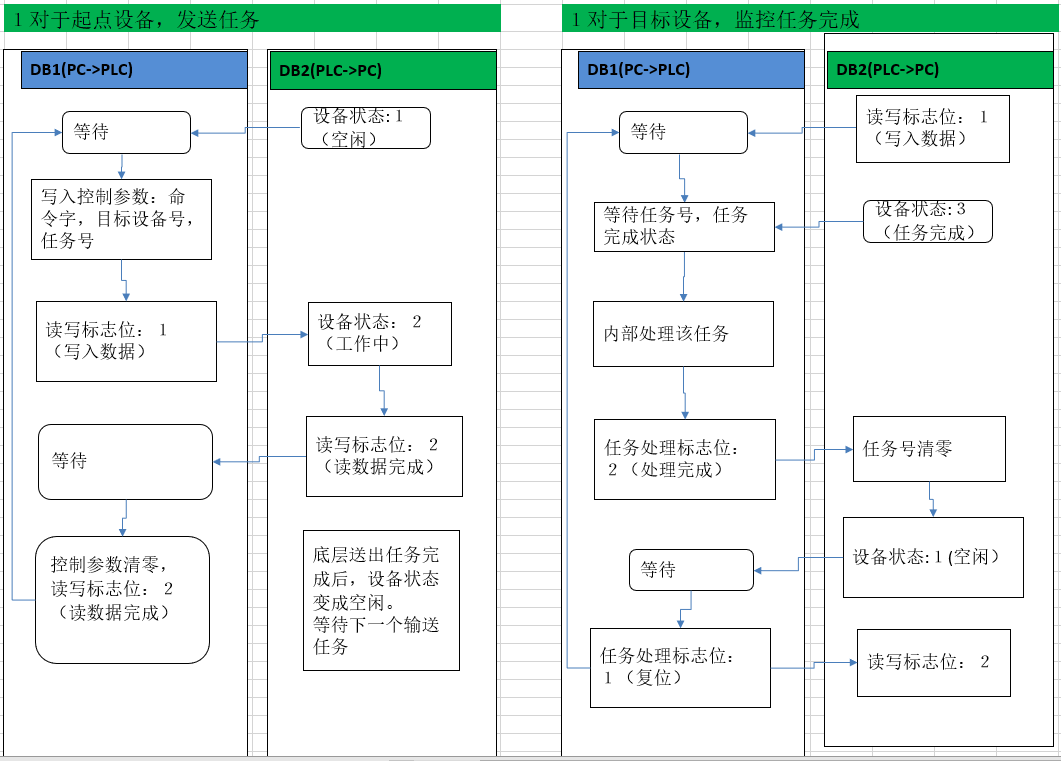 1 对于起点设备，发送任务
DB1(PC->PLC)
DB2(PLC->PC)
等待
设备状态:1
（空闲）
写入控制参数：命
令字，目标设备号，
任务号
读写标志位：1
（写入数据）
设备状态：2
（工作中）
读写标志位：2
（读数据完成）
等待
控制参数清零，
读写标志位：2
（读数据完成）
底层送出任务完
成后，设备状态
变成空闲。
等待下一个输送
任务
1 对于目标设备，监控任务完成
DB1(PC->PLC)
DB2(PLC->PC)
等待
读写标志位：1
（写入数据）
等待任务号，任务
完成状态
设备状态:3
（任务完成）
内部处理该任务
任务处理标志位：
2（处理完成）
任务号清零
设备状态:1（空闲）
等待
任务处理标志位：
1（复位）
读写标志位：2